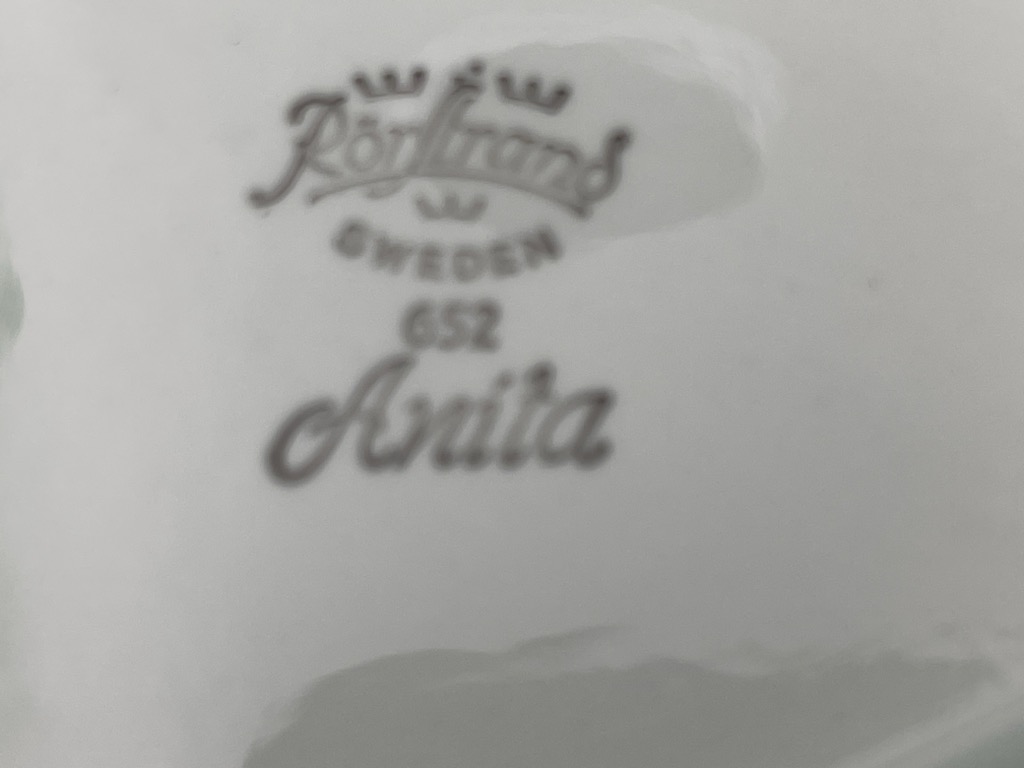 Rörstrand
SWEDEN
652
Anita